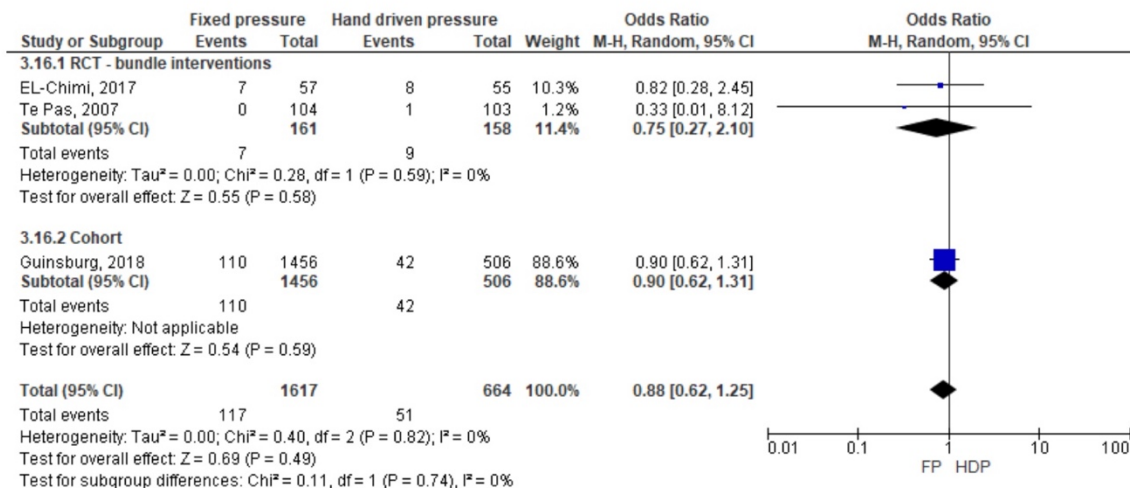 Fixed pressure Hand driven pressure Odds Ratio Odds Ratio
Study or Subgroup Events Total Events Total Weight M-H, Random, 95% CI M-H, Random, 95% CI
3.16.1 RCT - bundle interventions
EL-Chimi, 2017 7 57 8 55 10.3% 0.82 [0.28, 2.45]
Te Pas, 2007 0 104 1 103 1.2% 0.33 [0.01, 8.12]
Subtotal (95% CI) 161 158 11.4% 0.75 [0.27, 2.10]
Total events 7 9
Heterogeneity: Tau² = 0.00; Chi² = 0.28, df = 1 (P = 0.59); I² = 0%
Test for overall effect: Z = 0.55 (P = 0.58)
3.16.2 Cohort
Guinsburg, 2018 110 1456 42 506 88.6% 0.90 [0.62, 1.31]
Subtotal (95% CI) 1456 506 88.6% 0.90 [0.62, 1.31]
Total events 110 42
Heterogeneity: Not applicable
Test for overall effect: Z = 0.54 (P = 0.59)
Total (95% CI) 1617 664 100.0% 0.88 [0.62, 1.25]
Total events 117 51
Heterogeneity: Tau² = 0.00; Chi² = 0.40, df = 2 (P = 0.82); I² = 0%
Test for overall effect: Z = 0.69 (P = 0.49)
Test for subgroup differences: Chi² = 0.11, df = 1 (P = 0.74), I² = 0%
0.01 0.1 1 10 100
FP HDP